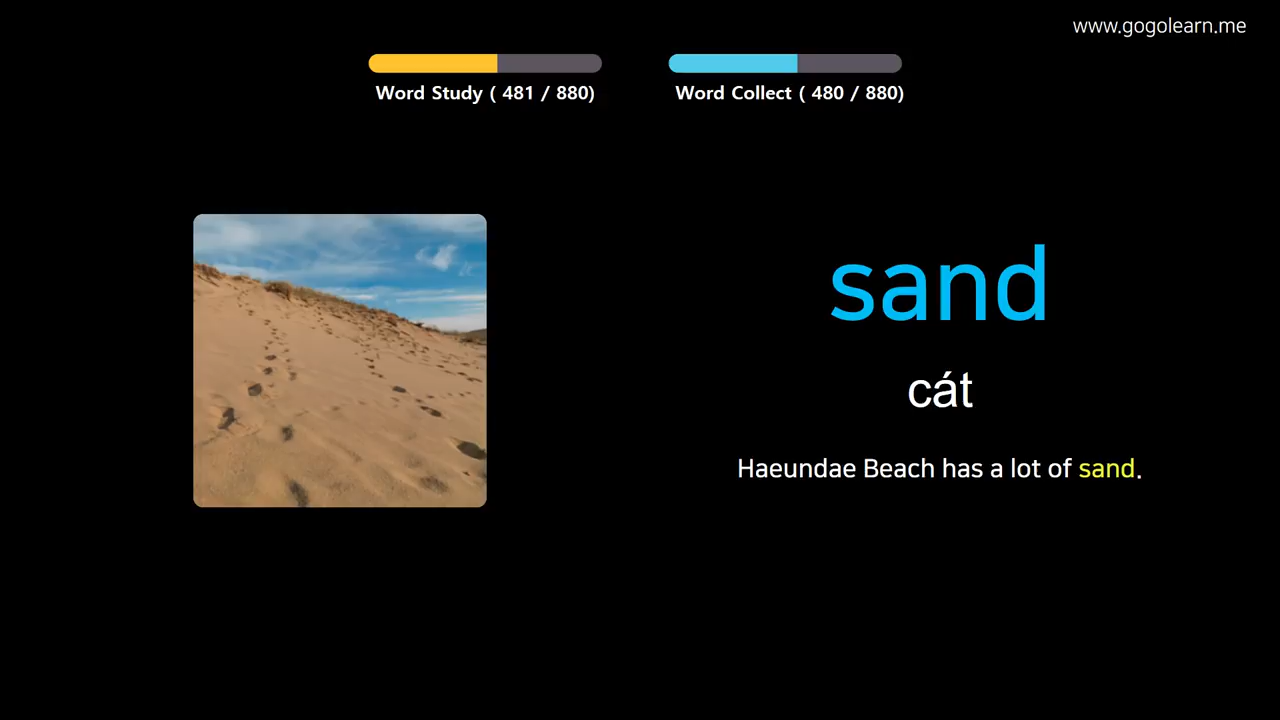 www.gogolearn.me
Word Study ( 481 / 880)
Word Collect ( 480 / 880)
sand
cát
Haeundae Beach has a lot of sand.